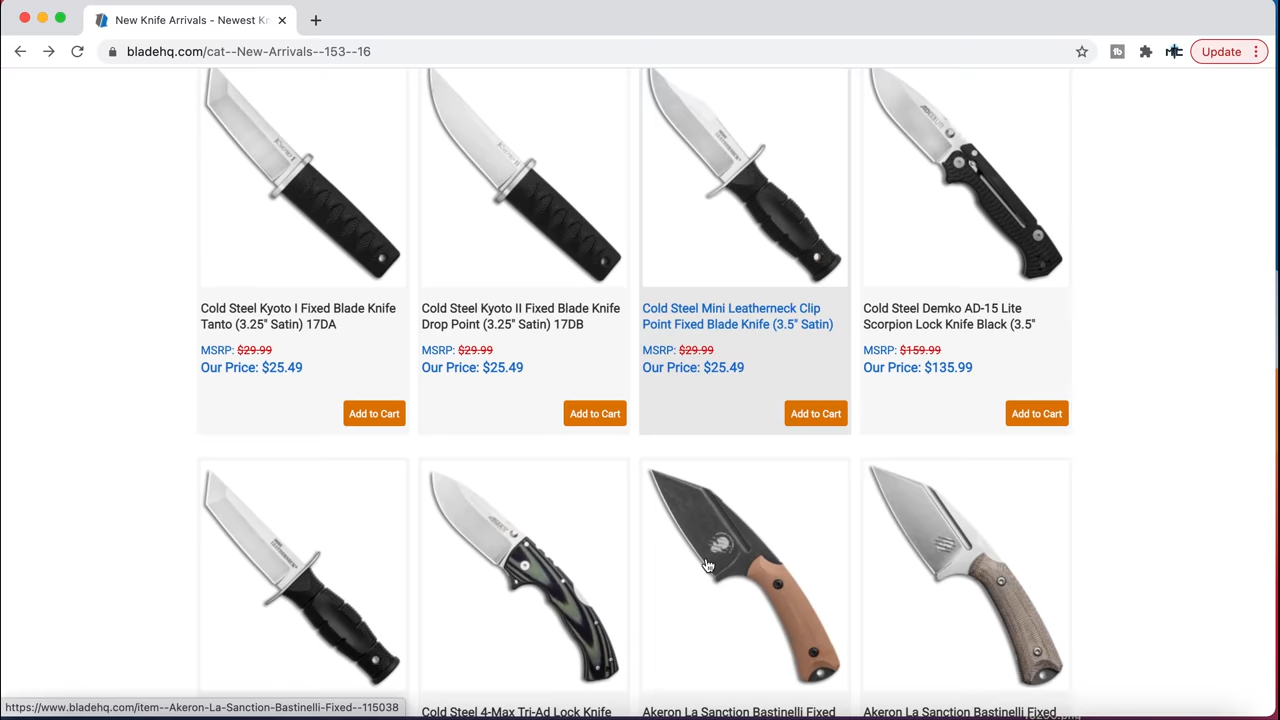 New Knife Arrivals - Newest Kn
bladehq.com/cat--New-Arrivals--153--16
Update
Cold Steel Kyoto I Fixed Blade Knife
Tanto (3.25" Satin) 17DA
MSRP: $29.99
Our Price: $25.49
Add to Cart
Cold Steel Kyoto II Fixed Blade Knife
Drop Point (3.25" Satin) 17DB
MSRP: $29.99
Our Price: $25.49
Add to Cart
Cold Steel Mini Leatherneck Clip
Point Fixed Blade Knife (3.5" Satin)
MSRP: $29.99
Our Price: $25.49
Add to Cart
Cold Steel Demko AD-15 Lite
Scorpion Lock Knife Black (3.5"
MSRP: $159.99
Our Price: $135.99
Add to Cart
Cold Steel 4-Max Tri-Ad Lock Knife
Akeron La Sanction Bastinelli Fixed
Akeron La Sanction Bastinelli Fixed
https://www.bladehq.com/item--Akeron-La-Sanction-Bastinelli-Fixed--115038